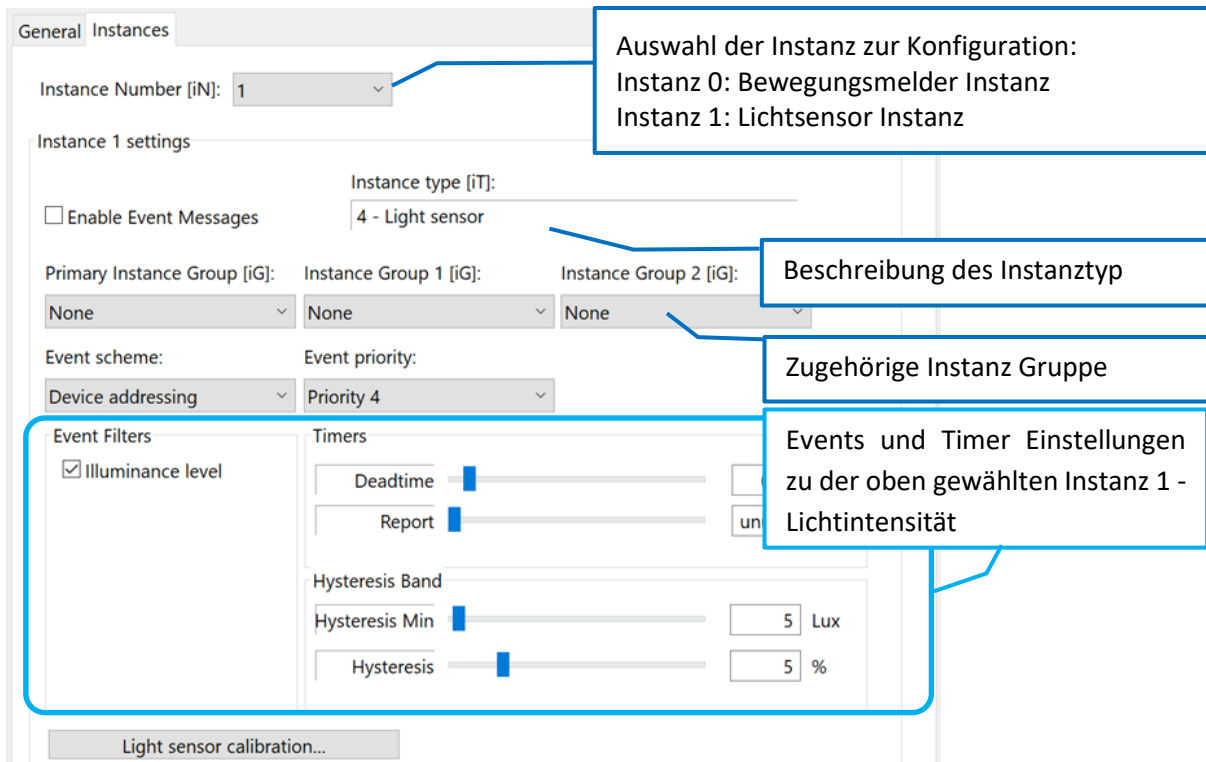 General Instances
Auswahl der Instanz zur Konfiguration:
Instanz 0: Bewegungsmelder Instanz
Instanz 1: Lichtsensor Instanz
Instance Number [iN]: 1
Instance 1 settings
Instance type [iT]:
Enable Event Messages 4 - Light sensor
Beschreibung des Instanztyp
Primary Instance Group [iG]: Instance Group 1 [iG]: Instance Group 2 [iG]:
None None None
Zugehörige Instanz Gruppe
Event scheme: Event priority:
Device addressing Priority 4
Events und Timer Einstellungen
zu der oben gewählten Instanz 1 -
Lichtintensität
Event Filters Timers
Illuminance level
Deadtime
Report
Hysteresis Band
Hysteresis Min 5 Lux
Hysteresis 5 %
Light sensor calibration...